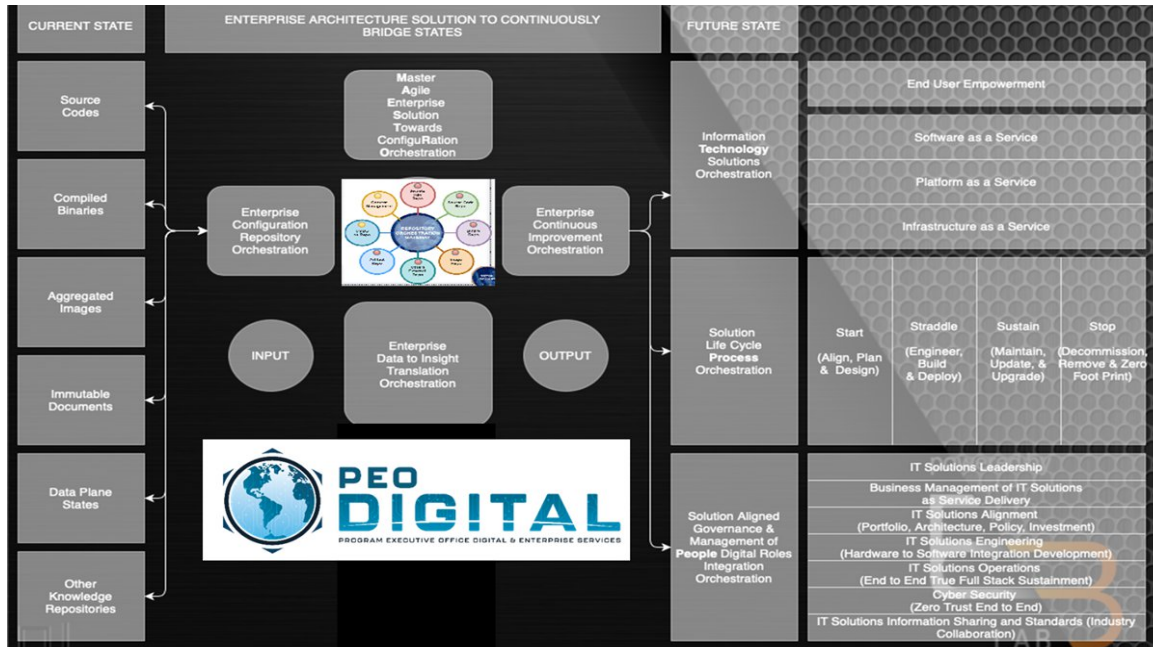 CURRENT STATE
ENTERPRISE ARCHITECTURE SOLUTION TO CONTINUOUSLY
BRIDGE STATES
FUTURE STATE
Source
Codes
Compiled
Binaries
Aggregated
Images
Immutable
Documents
Data Plane
States
Other
Knowledge
Repositories
Enterprise
Configuration
Repository
Orchestration
INPUT
Master
Agile
Enterprise
Solution
Towards
ConfiguRation
Orchestration
REPOSITORY
Enterprise
Data to Insight
Translation
Orchestration
Enterprise
Continuous
Improvement
Orchestration
OUTPUT
PEO
DIGITAL
PROGRAM EXECUTIVE OFFICE DIGITAL & ENTERPRISE SERVICES
Information
Technology
Solutions
Orchestration
End User Empowerment
Software as a Service
Platform as a Service
Infrastructure as a Service
Solution
Life Cycle
Process
Orchestration
Start
(Align, Plan
& Design)
Straddle
(Engineer,
Build
& Deploy)
Sustain
(Maintain,
Update, &
Upgrade)
Stop
(Decommission,
Remove & Zero
Foot Print)
Solution Aligned
Governance &
Management of
People Digital Roles
Integration
Orchestration
IT Solutions Leadership
Business Management of IT Solutions
as Service Delivery
IT Solutions Alignment
(Portfolio, Architecture, Policy, Investment)
IT Solutions Engineering
(Hardware to Software Integration Development)
IT Solutions Operations
(End to End True Full Stack Sustainment)
Cyber Security
(Zero Trust End to End)
IT Solutions Information Sharing and Standards (Industry
Collaboration)
LAB